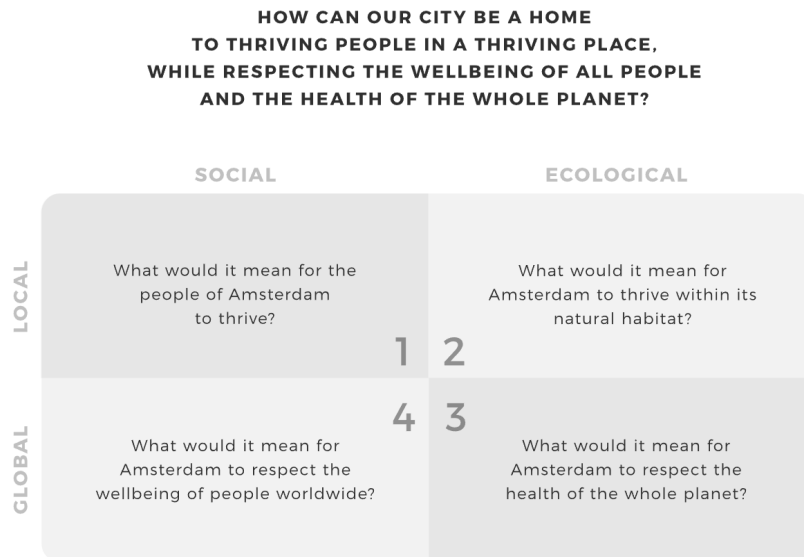 HOW CAN OUR CITY BE A HOME
TO THRIVING PEOPLE IN A THRIVING PLACE,
WHILE RESPECTING THE WELLBEING OF ALL PEOPLE
AND THE HEALTH OF THE WHOLE PLANET?
SOCIAL
ECOLOGICAL
LOCAL
What would it mean for the
people of Amsterdam
to thrive?
1
What would it mean for
Amsterdam to thrive within its
natural habitat?
2
GLOBAL
4
What would it mean for
Amsterdam to respect the
wellbeing of people worldwide?
3
What would it mean for
Amsterdam to respect the
health of the whole planet?